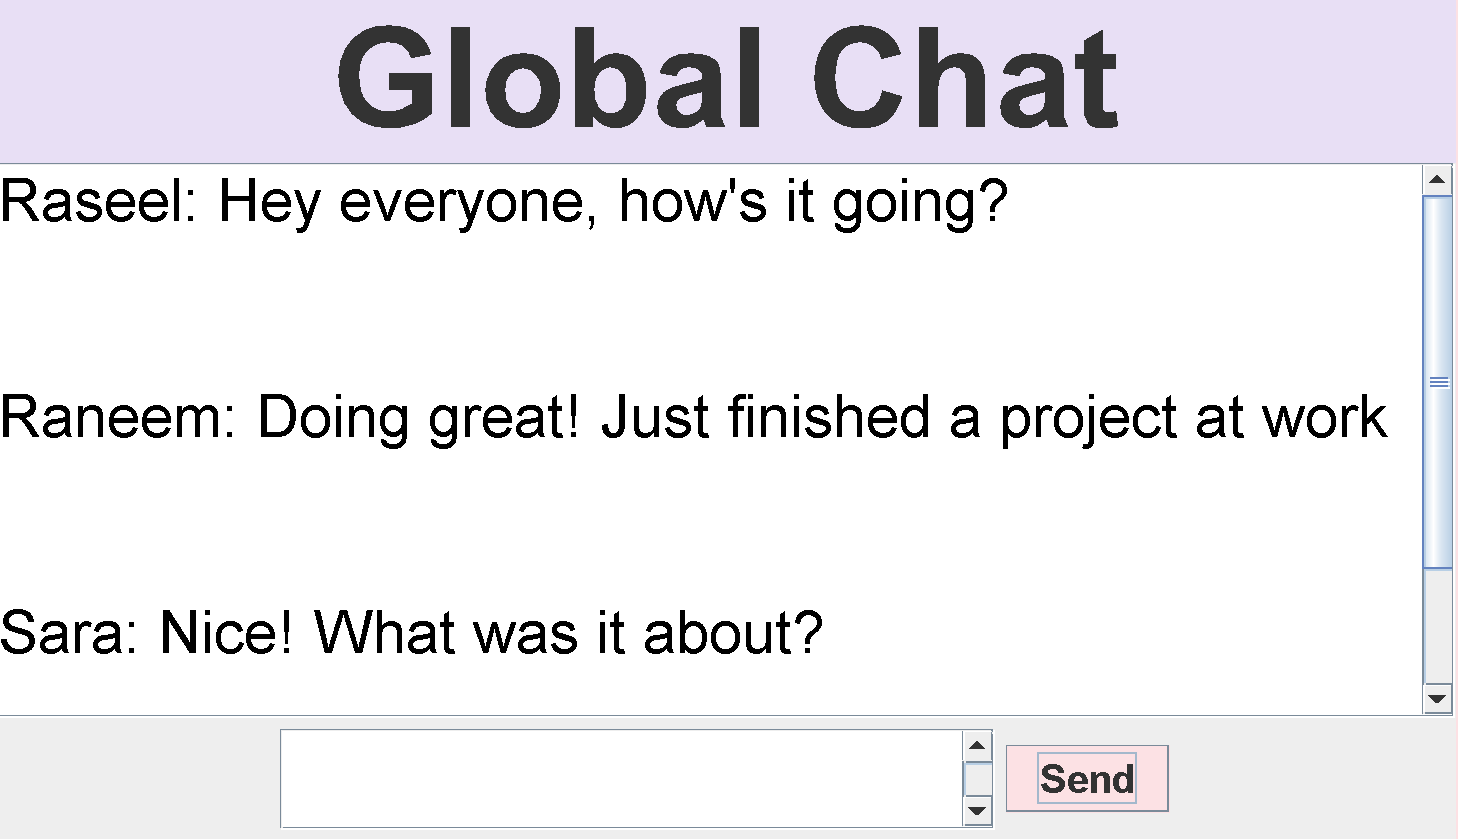 Global Chat
Raseel: Hey everyone, how's it going?
Raneem: Doing great! Just finished a project at work
Sara: Nice! What was it about?
Send